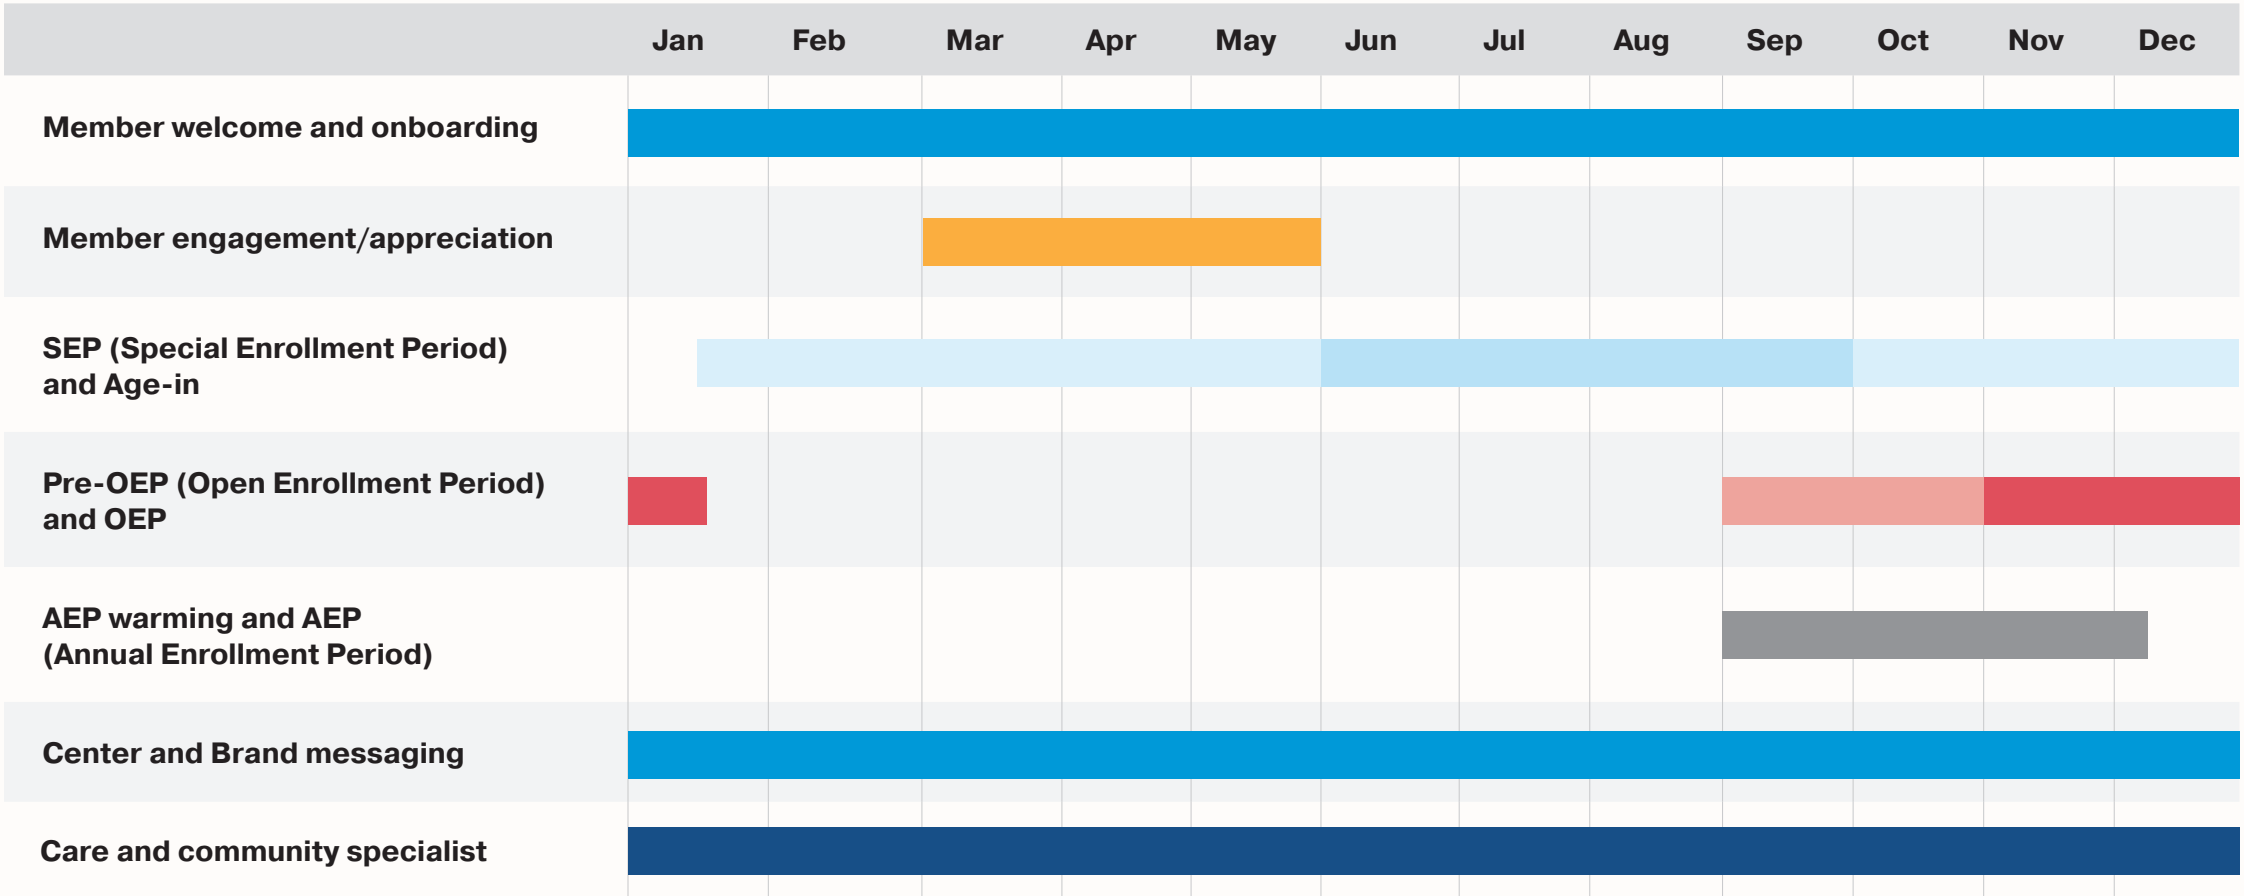 Jan Feb Mar Apr May Jun Jul Aug Sep Oct Nov Dec
Member welcome and onboarding
Member engagement/appreciation
SEP (Special Enrollment Period)
and Age-in
Pre-OEP (Open Enrollment Period)
and OEP
AEP warming and AEP
(Annual Enrollment Period)
Center and Brand messaging
Care and community specialist